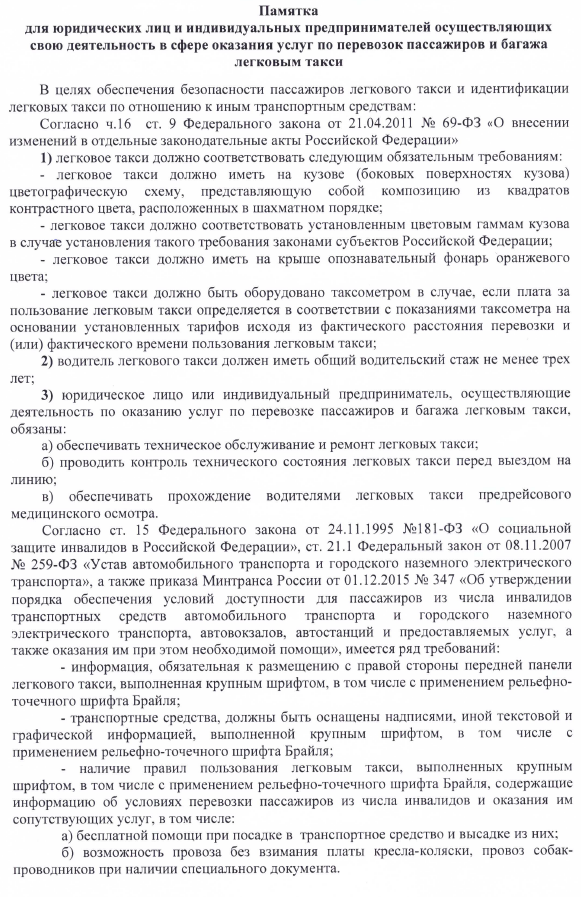 Памятка
для юридических лиц и индивидуальных предпринимателей осуществляющих
свою деятельность в сфере оказания услуг по перевозок пассажиров и багажа
легковым такси
В целях обеспечения безопасности пассажиров легкового такси и идентификации
легковых такси по отношению к иным транспортным средствам:
Согласно ч.16 ст. 9 Федерального закона от 21.04.2011 № 69-ФЗ «О внесении
изменений в отдельные законодательные акты Российской Федерации»
1) легковое такси должно соответствовать следующим обязательным требованиям:
- легковое такси должно иметь на кузове (боковых поверхностях кузова)
цветографическую схему, представляющую собой композицию из квадратов
контрастного цвета, расположенных в шахматном порядке;
- легковое такси должно соответствовать установленным цветовым гаммам кузова
в случае установления такого требования законами субъектов Российской Федерации;
- легковое такси должно иметь на крыше опознавательный фонарь оранжевого
цвета;
- легковое такси должно быть оборудовано таксометром в случае, если плата за
пользование легковым такси определяется в соответствии с показаниями таксометра на
основании установленных тарифов исходя из фактического расстояния перевозки и
(или) фактического времени пользования легковым такси;
2) водитель легкового такси должен иметь общий водительский стаж не менее трех
лет;
3) юридическое лицо или индивидуальный предприниматель, осуществляющие
деятельность по оказанию услуг по перевозке пассажиров и багажа легковым такси,
обязаны:
а) обеспечивать техническое обслуживание и ремонт легковых такси;
б) проводить контроль технического состояния легковых такси перед выездом на
линию;
в) обеспечивать прохождение водителями легковых такси предрейсового
медицинского осмотра.
Согласно ст. 15 Федерального закона от 24.11.1995 №181-ФЗ «О социальной
защите инвалидов в Российской Федерации», ст. 21.1 Федеральный закон от 08.11.2007
№ 259-ФЗ «Устав автомобильного транспорта и городского наземного электрического
транспорта», а также приказа Минтранса России от 01.12.2015 № 347 «Об утверждении
порядка обеспечения условий доступности для пассажиров из числа инвалидов
транспортных средств автомобильного транспорта и городского наземного
электрического транспорта, автовокзалов, автостанций и предоставляемых услуг, а
также оказания им при этом необходимой помощи», имеется ряд требований:
- информация, обязательная к размещению с правой стороны передней панели
легкового такси, выполненная крупным шрифтом, в том числе с применением рельефно-
точечного шрифта Брайля;
- транспортные средства, должны быть оснащены надписями, иной текстовой и
графической информацией, выполненной крупным шрифтом, в том числе с
применением рельефно-точечного шрифта Брайля;
- наличие правил пользования легковым такси, выполненных крупным
шрифтом, в том числе с применением рельефно-точечного шрифта Брайля, содержащие
информацию об условиях перевозки пассажиров из числа инвалидов и оказания им
сопутствующих услуг, в том числе:
а) бесплатной помощи при посадке в транспортное средство и высадке из них;
б) возможность провоза без взимания платы кресла-коляски, провоз собак-
проводников при наличии специального документа.